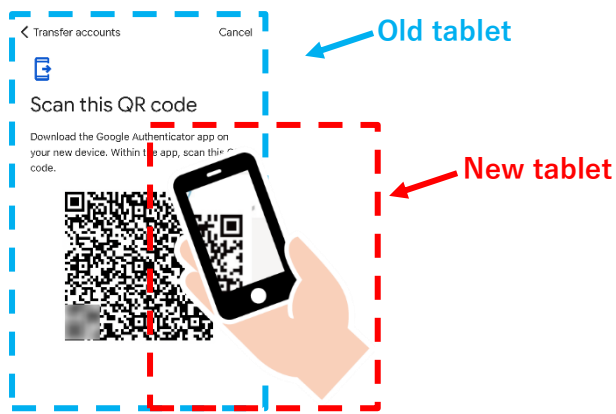 Transfer accounts
Cancel
Old tablet
Scan this QR code
Download the Google Authenticator app on
your new device. Within the app, scan this
code.
New tablet